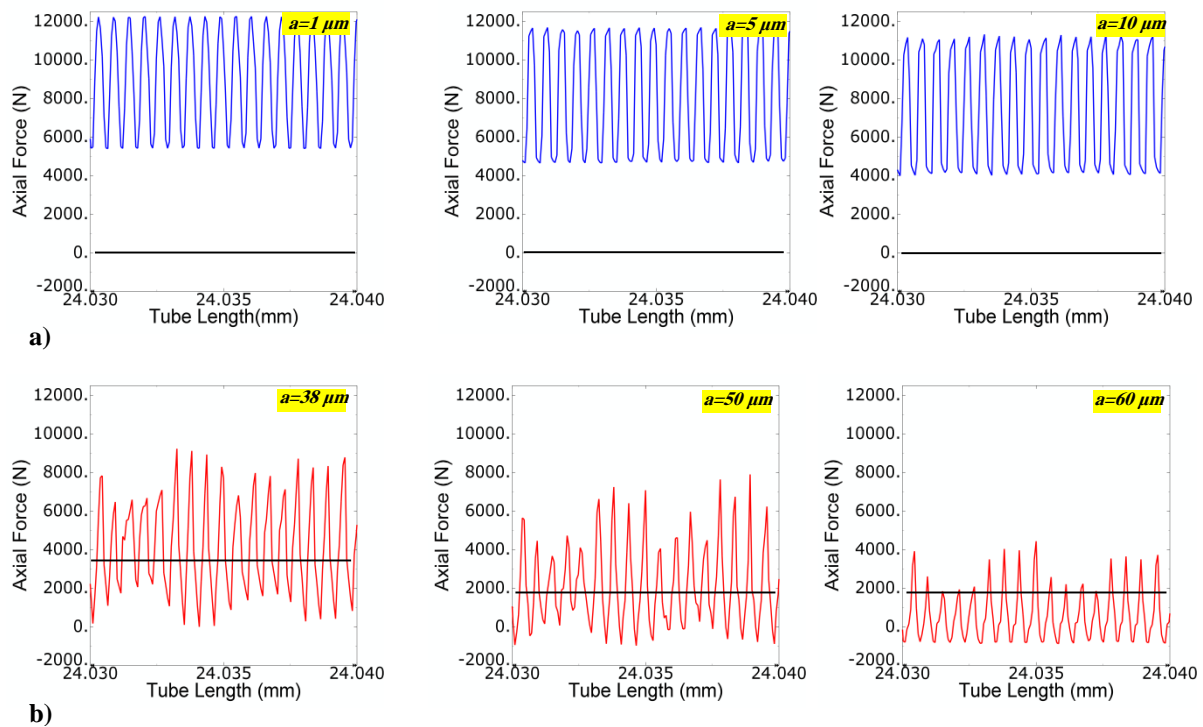 a=1 μm
12000.
10000.
8000.
6000.
4000.
2000.
0.
-2000.
Axial Force (N)
24.030 24.035 24.040
Tube Length(mm)
a=5 μm
12000.
10000.
8000.
6000.
4000.
2000.
0.
-2000.
Axial Force (N)
24.030 24.035 24.040
Tube Length (mm)
a=10 μm
12000.
10000.
8000.
6000.
4000.
2000.
0.
-2000.
Axial Force (N)
24.030 24.035 24.040
Tube Length (mm)
a)
a=38 μm
12000.
10000.
8000.
6000.
4000.
2000.
0.
-2000.
Axial Force (N)
24.030 24.035 24.040
Tube Length (mm)
a=50 μm
12000.
10000.
8000.
6000.
4000.
2000.
0.
-2000.
Axial Force (N)
24.030 24.035 24.040
Tube Length (mm)
a=60 μm
12000.
10000.
8000.
6000.
4000.
2000.
0.
-2000.
Axial Force (N)
24.030 24.035 24.040
Tube Length (mm)
b)